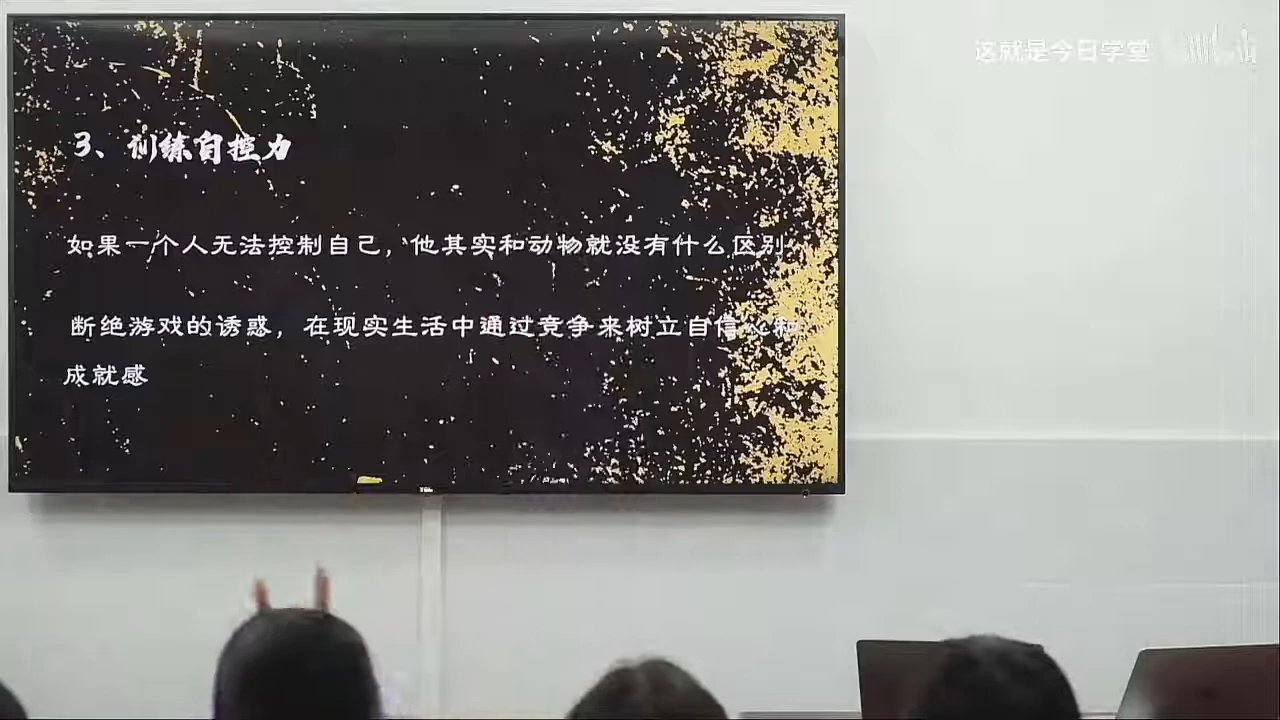 这就是今日学堂
3、训练自控力
如果一个人无法控制自己，他其实和动物就没有什么区别
断绝游戏的诱惑，在现实生活中通过竞争来树立自信心和
成就感